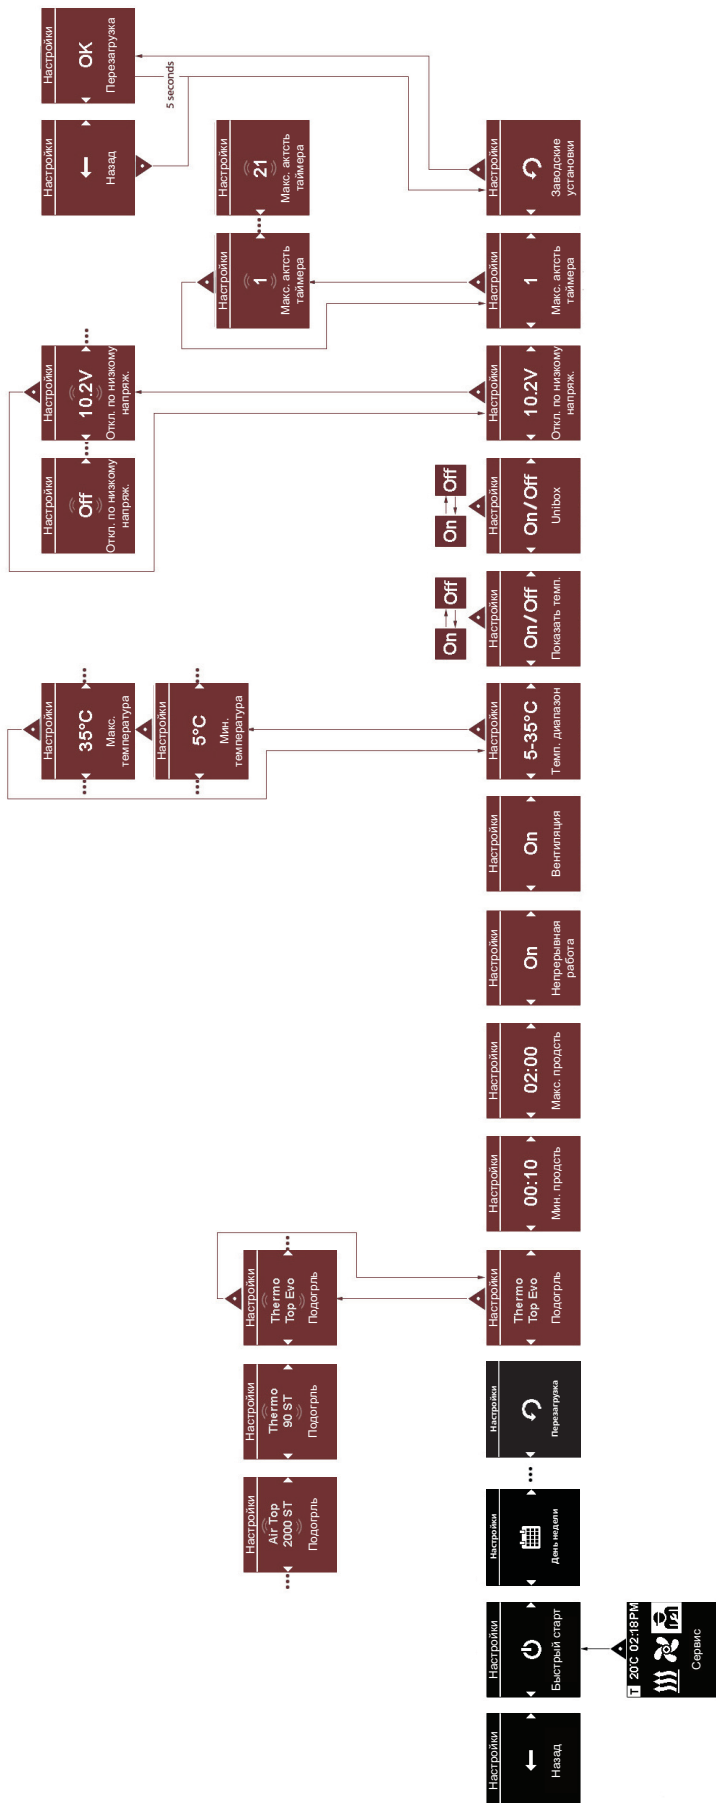 Настройки
Назад
Настройки
Быстрый старт
T 20°C 02:18PM
Сервис
Настройки
День недели
Настройки
Перезагрузка
Настройки
Thermo
Top Evo
Подогрль
Настройки
Air Top
2000 ST
Подогрль
Настройки
Thermo
90 ST
Подогрль
Настройки
Thermo
Top Evo
Подогрль
Настройки
00:10
Мин. продсть
Настройки
02:00
Макс. продсть
Настройки
On
Непрерывная
работа
Настройки
On
Вентиляция
Настройки
5-35°C
Темп. диапазон
Настройки
5°C
Мин.
температура
Настройки
35°C
Макс.
температура
Настройки
On/Off
Показать темп.
On
Off
Настройки
On/Off
Unibox
On
Off
Настройки
10.2V
Откл. по низкому
напряж.
Настройки
Off
Откл. по низкому
напряж.
Настройки
10.2V
Откл. по низкому
напряж.
Настройки
1
Макс. актсть
таймера
Настройки
1
Макс. актсть
таймера
Настройки
21
Макс. актсть
таймера
Настройки
Заводские
установки
Настройки
Назад
Настройки
OK
Перезагрузка
5 seconds